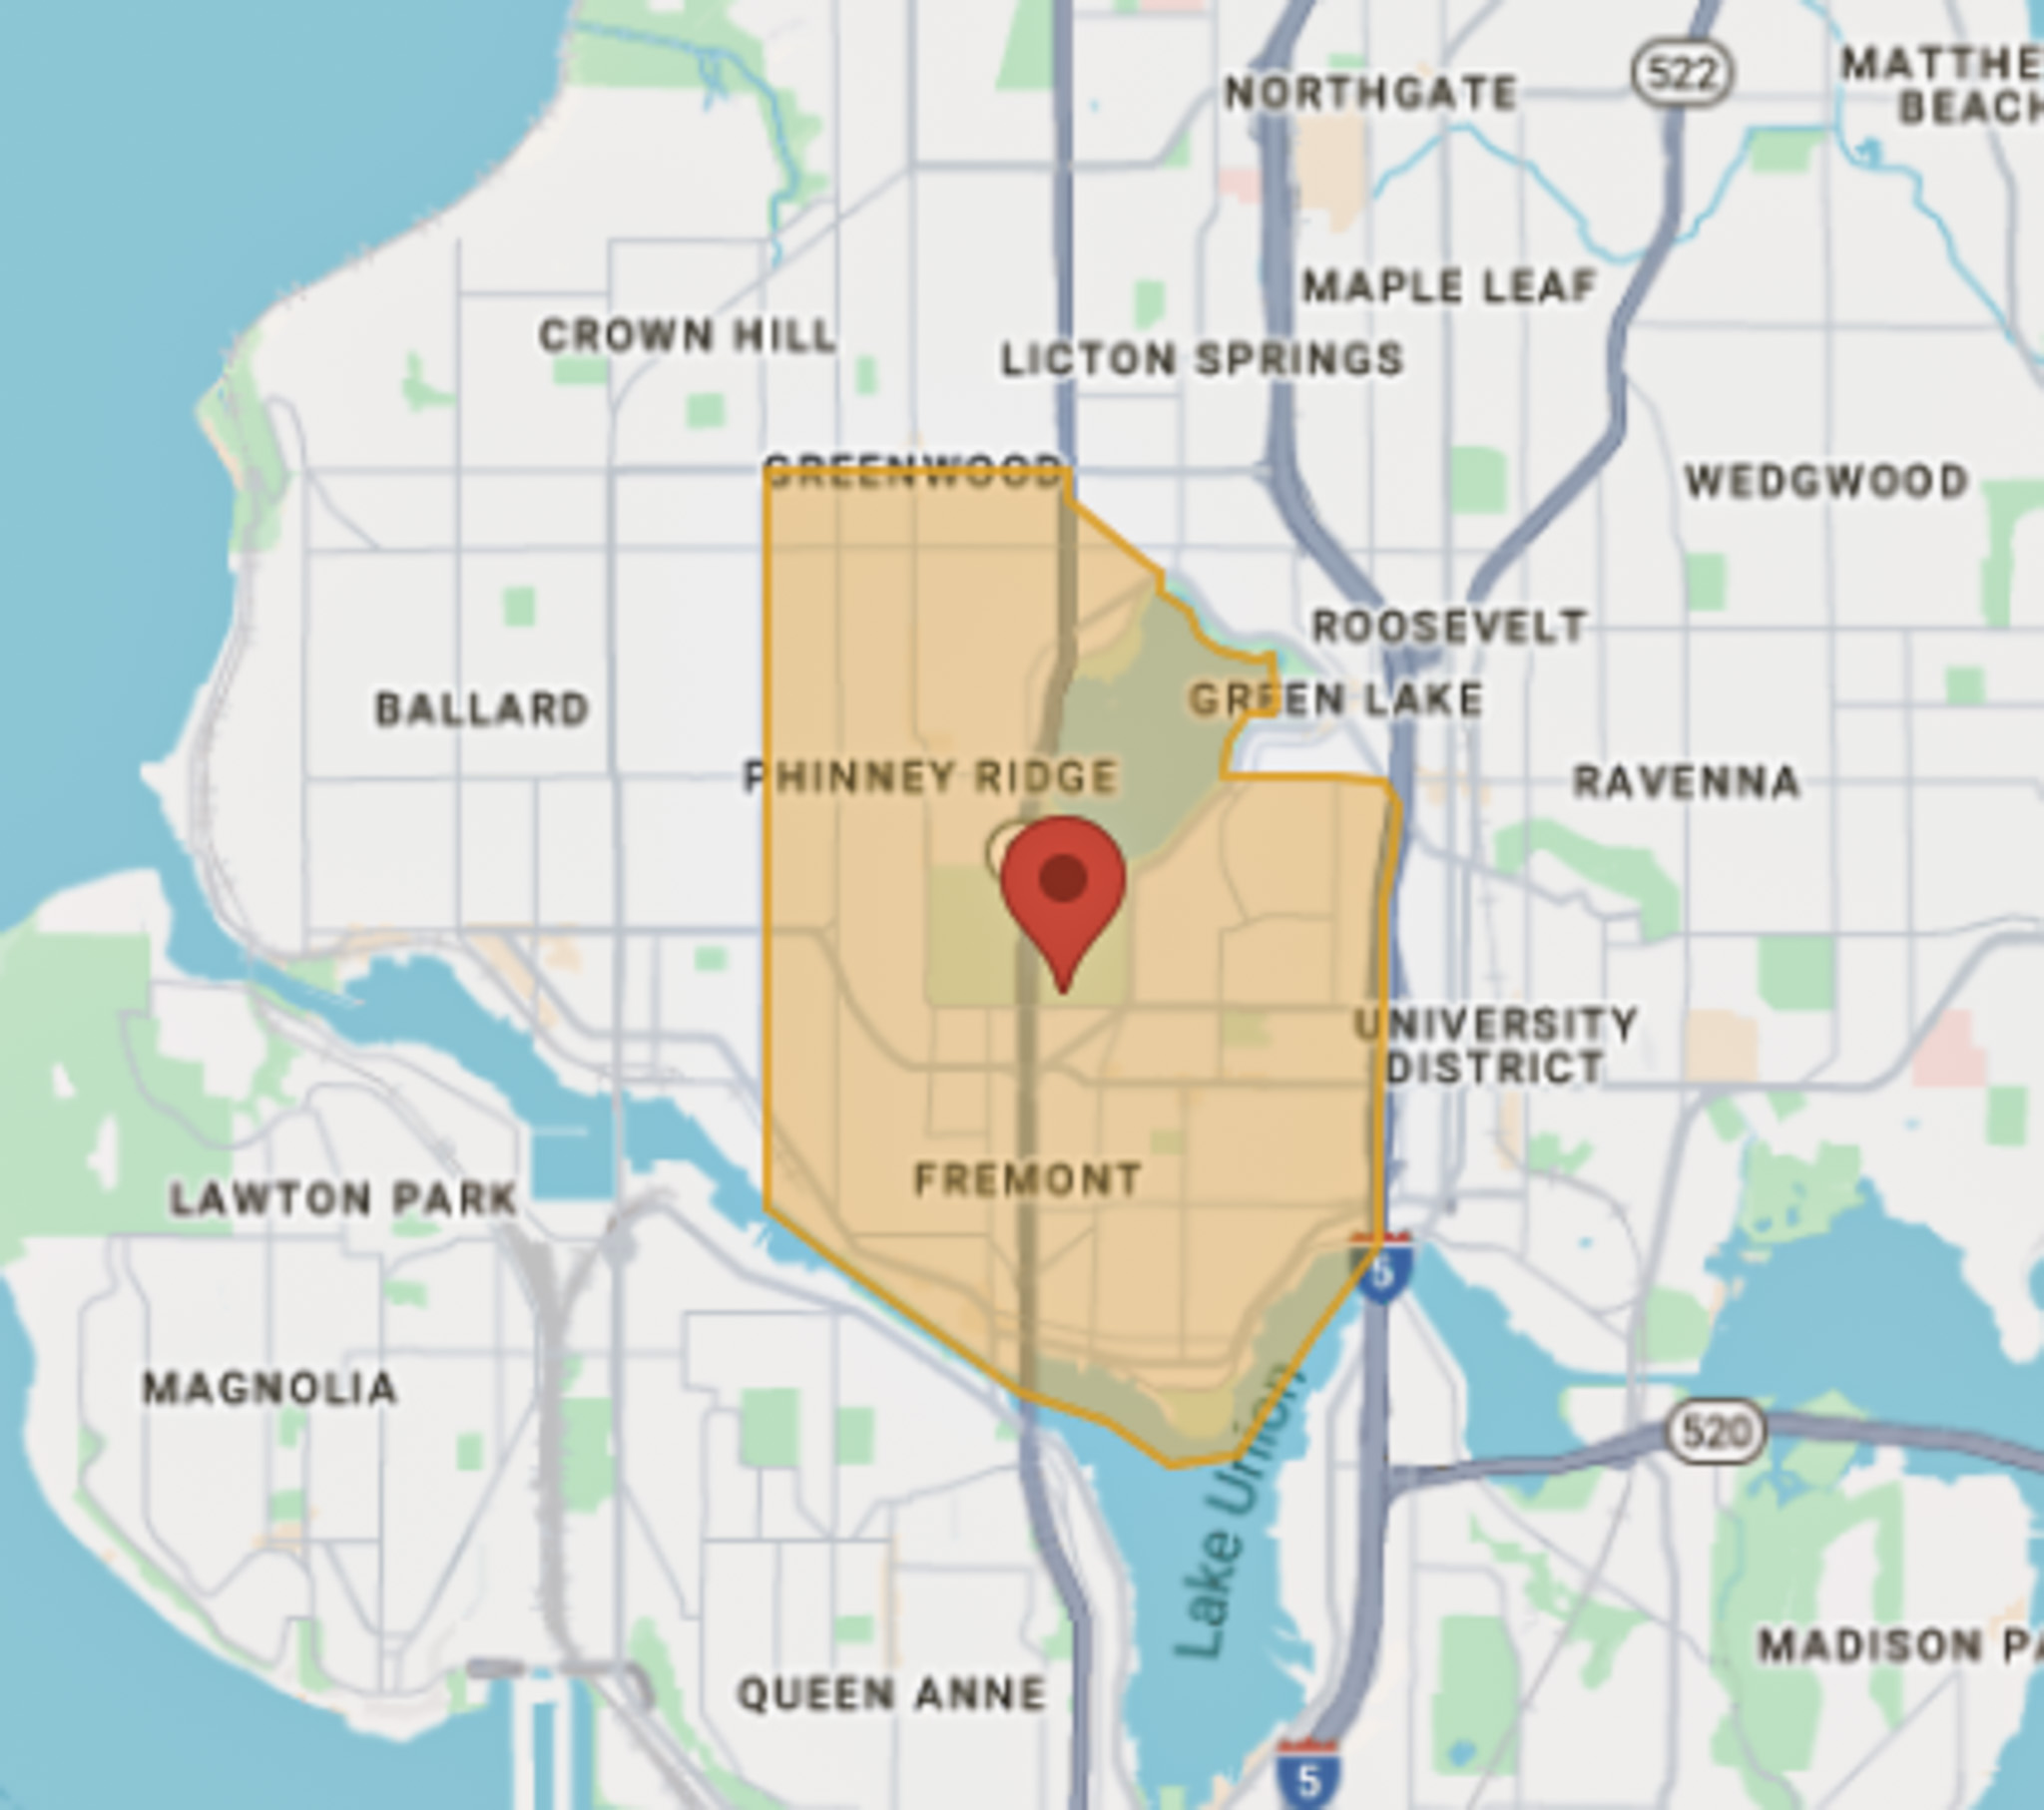 NORTHGATE
522
MATTHE
BEACH
MAPLE LEAF
CROWN HILL
LICTON SPRINGS
GREENWOOD
WEDGWOOD
ROOSEVELT
BALLARD
GREEN LAKE
PHINNEY RIDGE
RAVENNA
UNIVERSITY
DISTRICT
FREMONT
LAWTON PARK
5
MAGNOLIA
520
Lake Union
MADISON PA
QUEEN ANNE
5